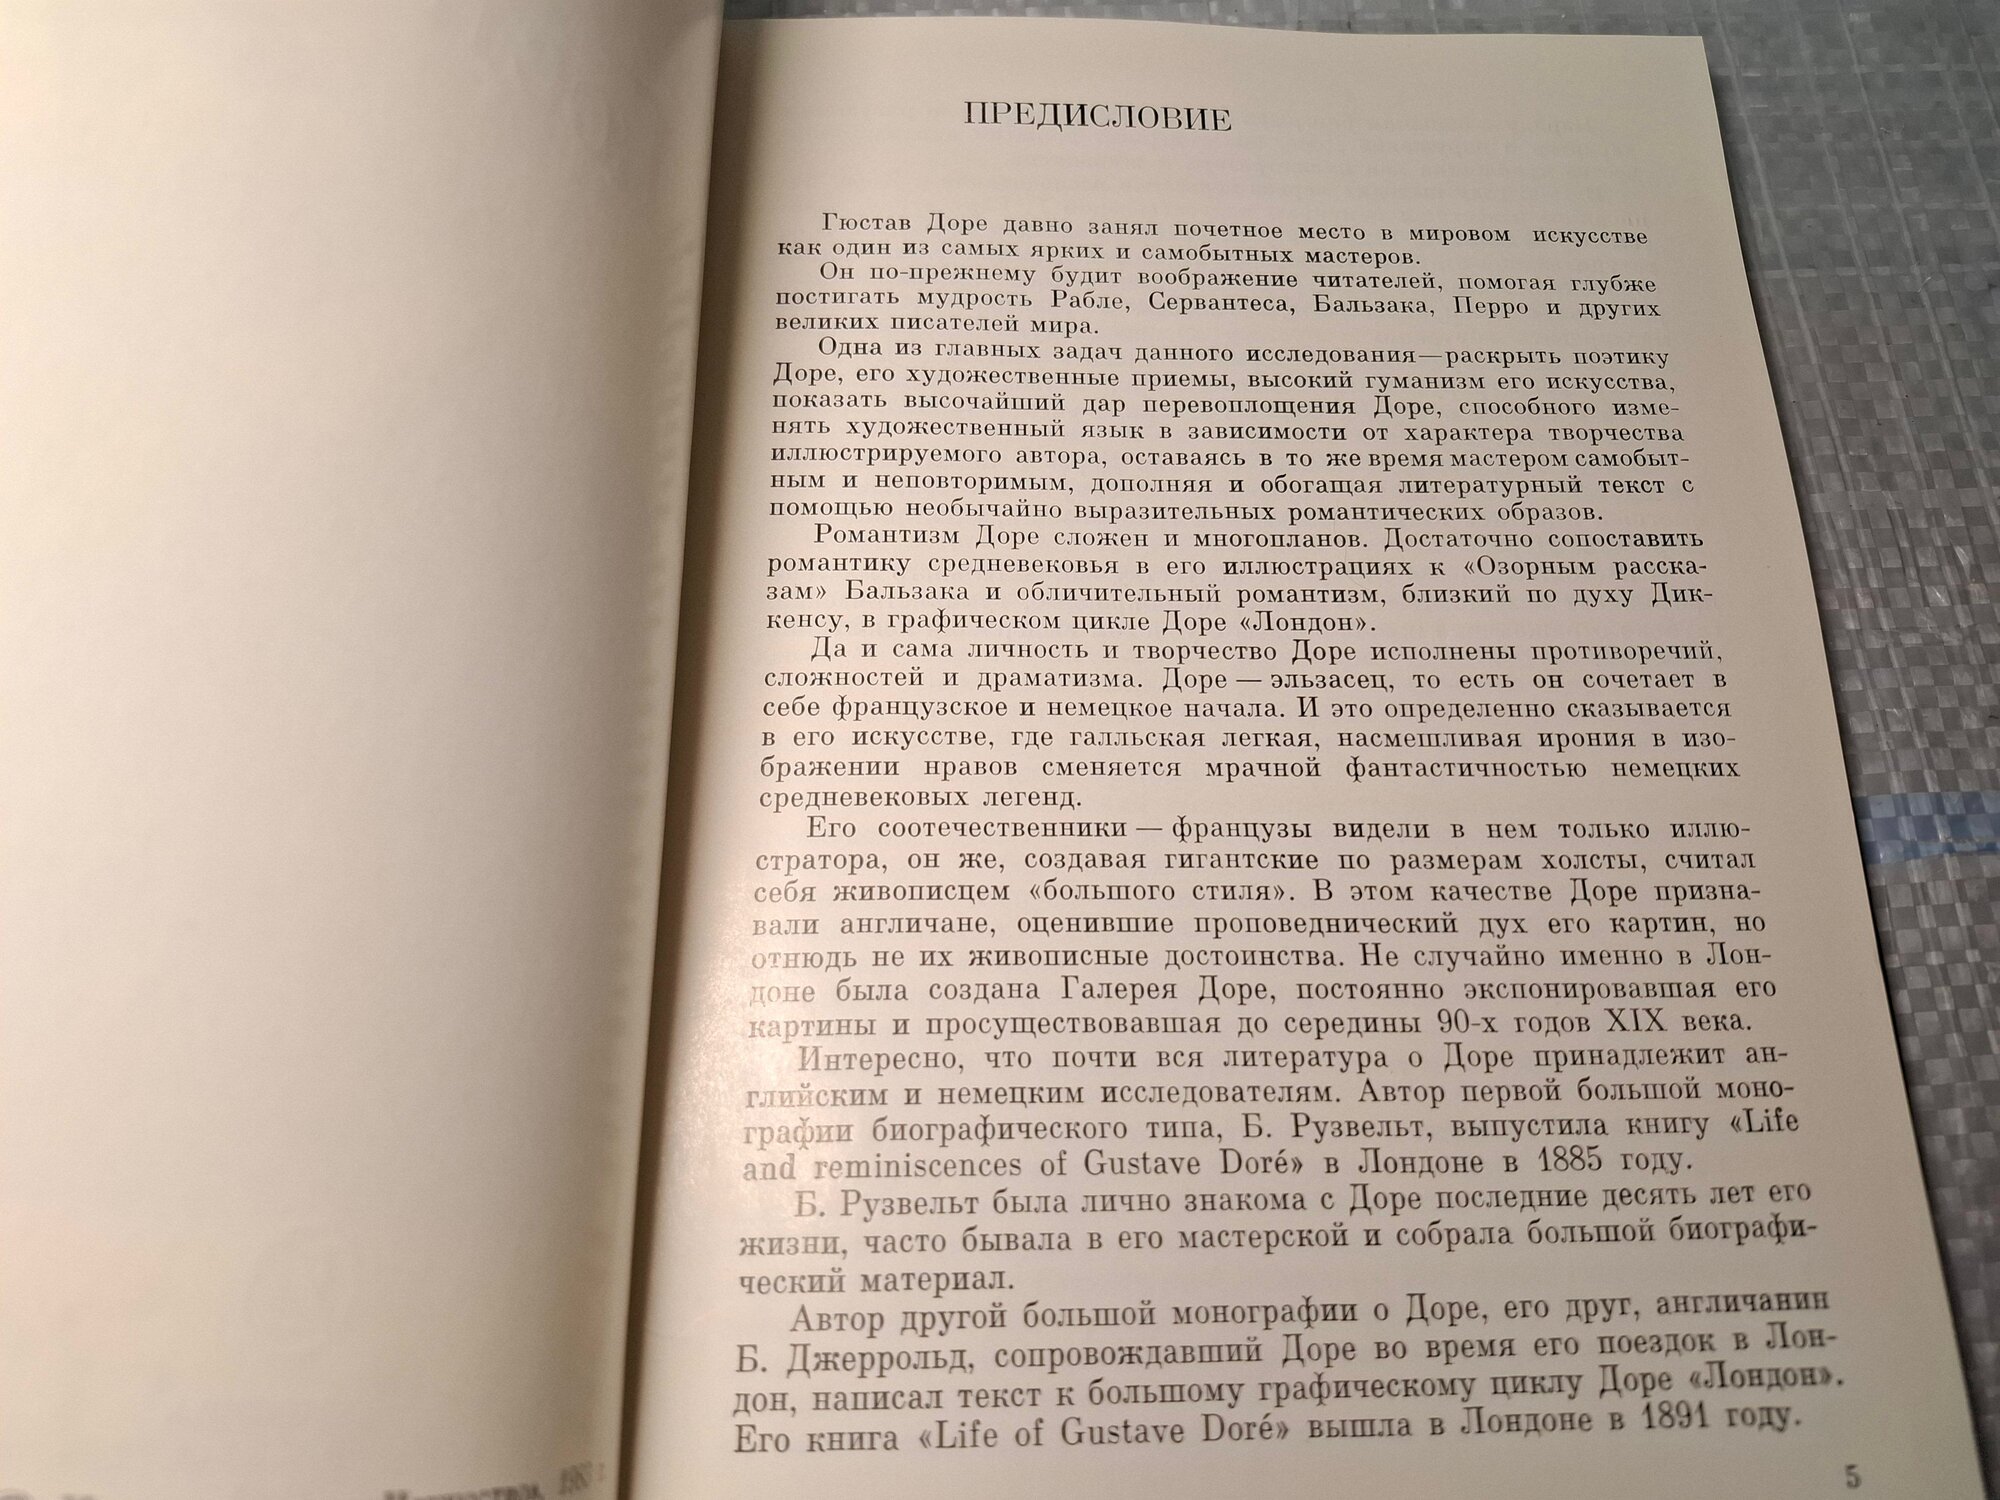 ПРЕДИСЛОВИЕ
Гюстав Доре давно занял почетное место в мировом искусстве
как один из самых ярких и самобытных мастеров.
Он по-прежнему будит воображение читателей, помогая глубже
постигать мудрость Рабле, Сервантеса, Бальзака, Перро и других
великих писателей мира.
Одна из главных задач данного исследования—раскрыть поэтику
Доре, его художественные приемы, высокий гуманизм его искусства,
показать высочайший дар перевоплощения Доре, способного изме-
нять художественный язык в зависимости от характера творчества
иллюстрируемого автора, оставаясь в то же время мастером самобыт-
ным и неповторимым, дополняя и обогащая литературный текст с
помощью необычайно выразительных романтических образов.
Романтизм Доре сложен и многопланов. Достаточно сопоставить
романтику средневековья в его иллюстрациях к «Озорным расска-
зам» Бальзака и обличительный романтизм, близкий по духу Дик-
кенсу, в графическом цикле Доре «Лондон».
Да и сама личность и творчество Доре исполнены противоречий,
сложностей и драматизма. Доре — эльзасец, то есть он сочетает в
себе французское и немецкое начала. И это определенно сказывается
в его искусстве, где галльская легкая, насмешливая ирония в изо-
бражении нравов сменяется мрачной фантастичностью немецких
средневековых легенд.
Его соотечественники — французы видели в нем только иллю-
стратора, он же, создавая гигантские по размерам холсты, считал
себя живописцем «большого стиля». В этом качестве Доре призна-
вали англичане, оценившие проповеднический дух его картин, но
отнюдь не их живописные достоинства. Не случайно именно в Лон-
доне была создана Галерея Доре, постоянно экспонировавшая его
картины и просуществовавшая до середины 90-х годов XIX века.
Интересно, что почти вся литература о Доре принадлежит ан-
глийским и немецким исследователям. Автор первой большой моно-
графии биографического типа, Б. Рузвельт, выпустила книгу «Life
and reminiscences of Gustave Doré» в Лондоне в 1885 году.
Б. Рузвельт была лично знакома с Доре последние десять лет его
жизни, часто бывала в его мастерской и собрала большой биографи-
ческий материал.
Автор другой большой монографии о Доре, его друг, англичанин
Б. Джеррольд, сопровождавший Доре во время его поездок в Лон-
дон, написал текст к большому графическому циклу Доре «Лондон».
Его книга «Life of Gustave Doré» вышла в Лондоне в 1891 году.
5